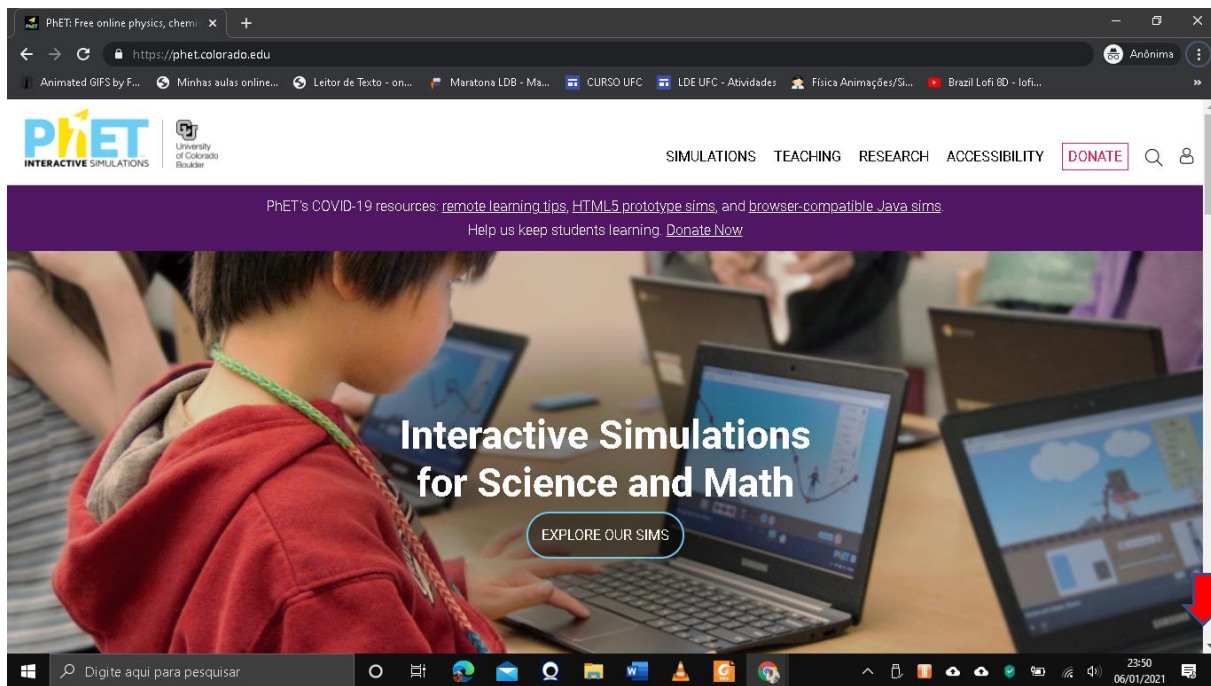 PhET: Free online physics, chemi
https://phet.colorado.edu
Anônima
Animated GIFS by F... Minhas aulas online... Leitor de Texto - on... Maratona LDB - Ma... CURSO UFC LDE UFC - Atividades Física Animações/Si... Brazil Lofi 8D - lofi...
PhET
INTERACTIVE SIMULATIONS
University
of Colorado
Boulder
SIMULATIONS TEACHING RESEARCH ACCESSIBILITY DONATE
PhET's COVID-19 resources: remote learning tips, HTML5 prototype sims, and browser-compatible Java sims.
Help us keep students learning. Donate Now
Interactive Simulations
for Science and Math
EXPLORE OUR SIMS
Digite aqui para pesquisar
23:50
06/01/2021